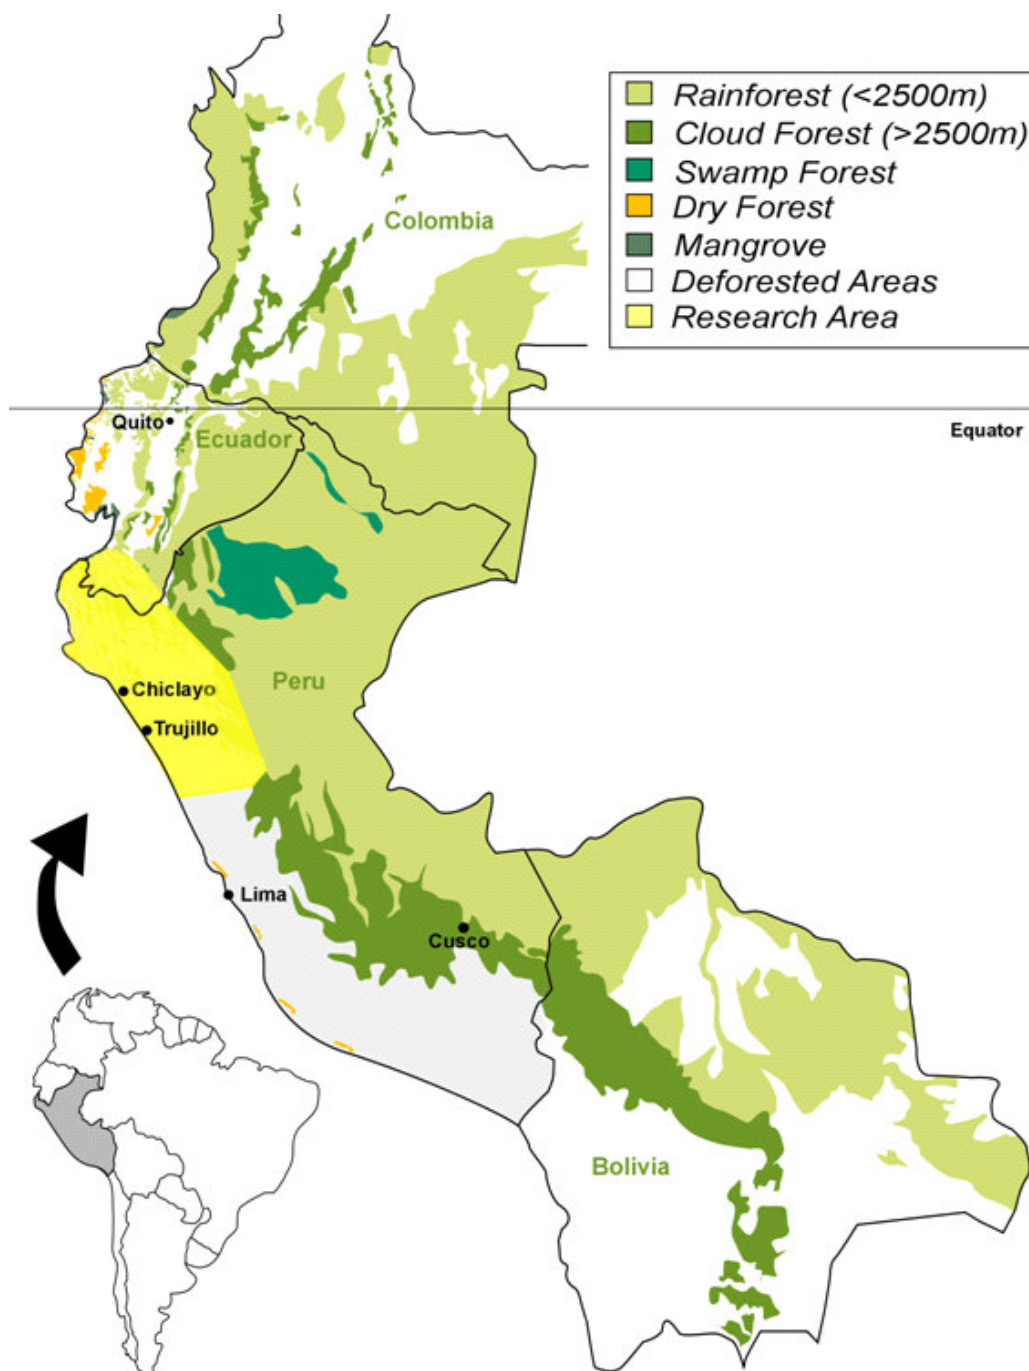 Rainforest (<2500m)
Cloud Forest (>2500m)
Swamp Forest
Dry Forest
Mangrove
Deforested Areas
Research Area
Colombia
Quito
Ecuador
Equator
Peru
Chiclayo
Trujillo
Lima
Cusco
Bolivia